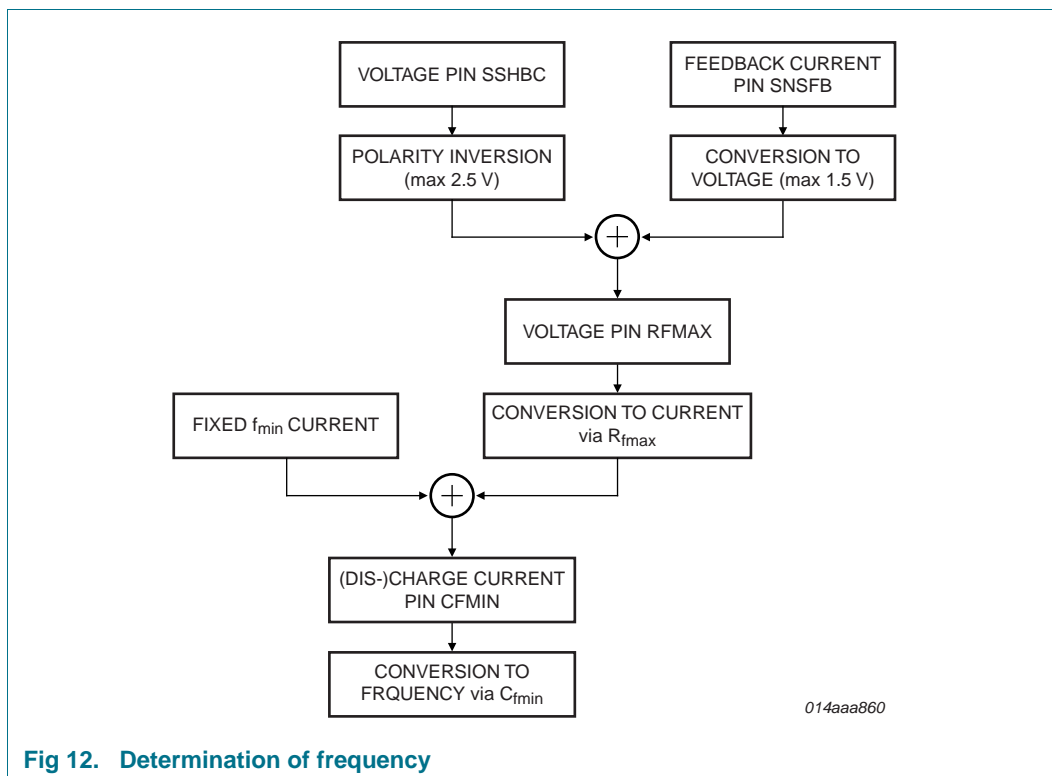 VOLTAGE PIN SSHBC
FEEDBACK CURRENT
PIN SNSFB
POLARITY INVERSION
(max 2.5 V)
CONVERSION TO
VOLTAGE (max 1.5 V)
+
VOLTAGE PIN RFMAX
FIXED fmin CURRENT
CONVERSION TO CURRENT
via Rfmax
+
(DIS-)CHARGE CURRENT
PIN CFMIN
CONVERSION TO
FRQUENCY via Cfmin
014aaa860
Fig 12. Determination of frequency